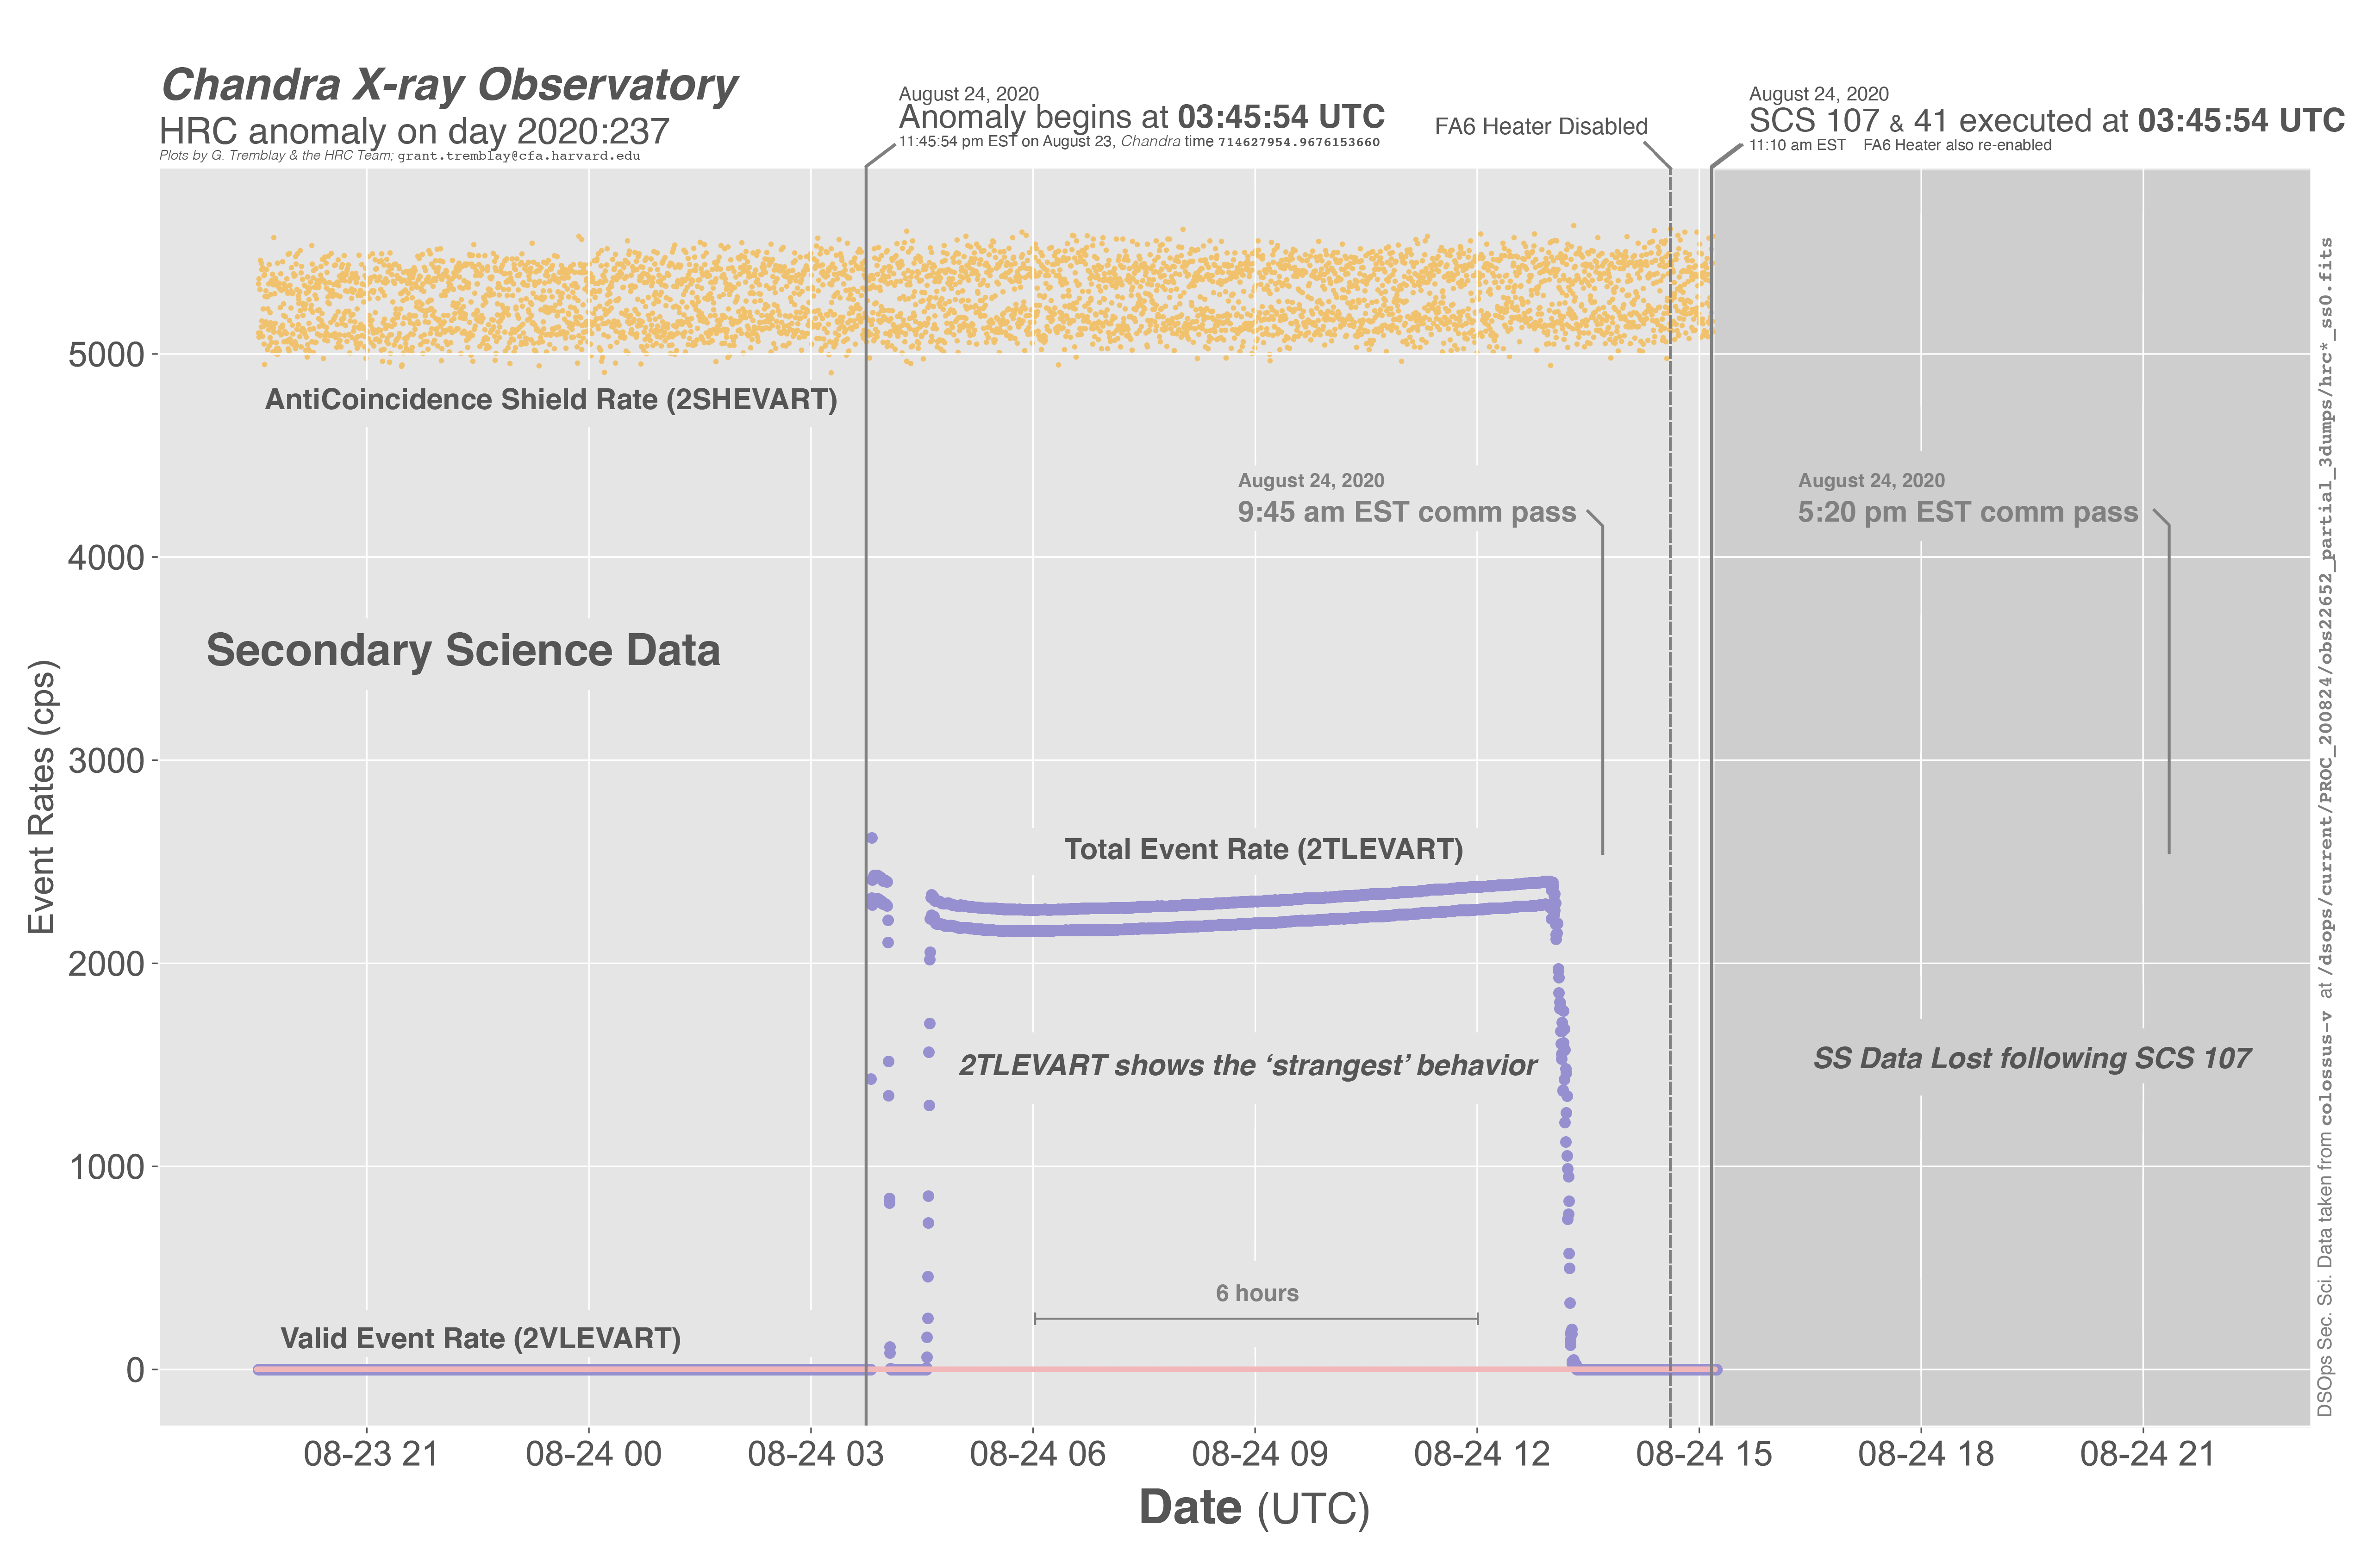 Chandra X-ray Observatory
HRC anomaly on day 2020:237
Plots by G. Tremblay & the HRC Team; grant.tremblay@cfa.harvard.edu
August 24, 2020
Anomaly begins at 03:45:54 UTC
11:45:54 pm EST on August 23, Chandra time 714627954.9676153660
FA6 Heater Disabled
August 24, 2020
SCS 107 & 41 executed at 03:45:54 UTC
11:10 am EST FA6 Heater also re-enabled
AntiCoincidence Shield Rate (2SHEVART)
August 24, 2020
9:45 am EST comm pass
August 24, 2020
5:20 pm EST comm pass
Secondary Science Data
Total Event Rate (2TLEVART)
2TLEVART shows the ‘strangest’ behavior
SS Data Lost following SCS 107
6 hours
Valid Event Rate (2VLEVART)
Event Rates (cps)
5000
4000
3000
2000
1000
0
08-23 21
08-24 00
08-24 03
08-24 06
08-24 09
08-24 12
08-24 15
08-24 18
08-24 21
Date (UTC)
DSOps Sec. Sci. Data taken from colossus-v at /dsops/current/PROC_200824/obs22652_partial_3dumps/hrc*_ss0.fits